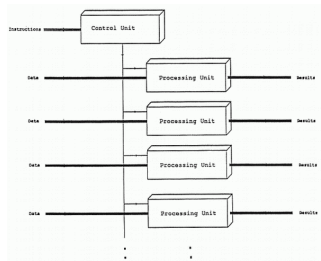 Instructions
Control Unit
Data
Processing Unit
Results
Data
Processing Unit
Results
Data
Processing Unit
Results
Data
Processing Unit
Results